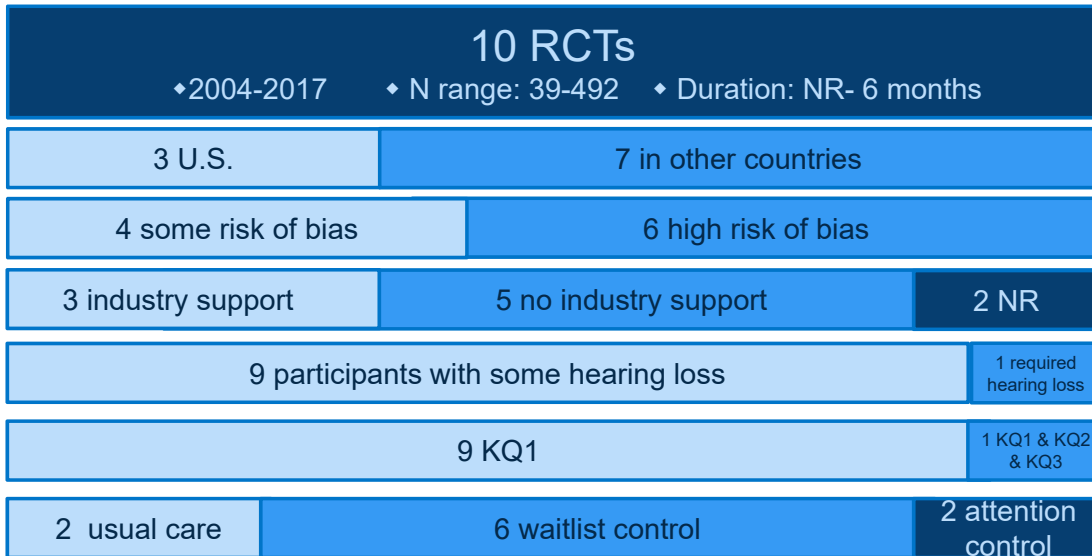 10 RCTs
◆2004-2017 ◆ N range: 39-492 ◆ Duration: NR- 6 months
3 U.S. 7 in other countries
4 some risk of bias 6 high risk of bias
3 industry support 5 no industry support 2 NR
9 participants with some hearing loss 1 required
hearing loss
9 KQ1 1 KQ1 & KQ2
& KQ3
2 usual care 6 waitlist control 2 attention
control